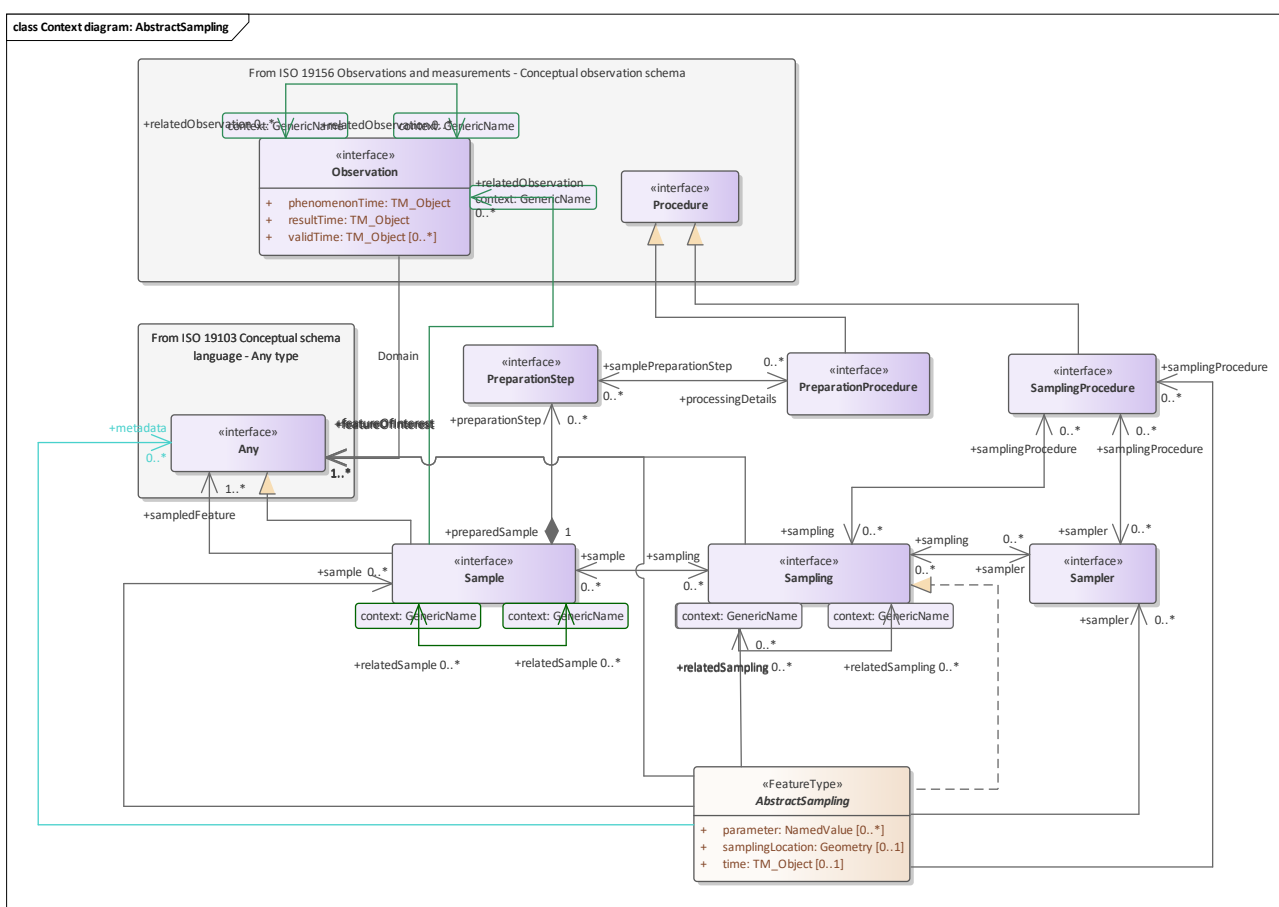 class Context diagram: AbstractSampling
From ISO 19156 Observations and measurements - Conceptual observation schema
+relatedObservation 0..*
context: GenericName
+relatedObservation 0..*
context: GenericName
«interface»
Observation
+ phenomenonTime: TM_Object
+ resultTime: TM_Object
+ validTime: TM_Object [0..*]
+relatedObservation
context: GenericName
0..*
«interface»
Procedure
From ISO 19103 Conceptual schema
language - Any type
Domain
«interface»
PreparationStep
+samplePreparationStep
0..*
0..*
+processingDetails
«interface»
PreparationProcedure
«interface»
SamplingProcedure
+samplingProcedure
0..*
+metadata
0..*
«interface»
Any
+featureOfInterest
1..*
+preparationStep
0..*
0..*
+samplingProcedure
0..*
+samplingProcedure
1..*
+sampledFeature
+preparedSample
1
+sampling
0..*
+sampler
0..*
+sample 0..*
«interface»
Sample
+sample
0..*
+sampling
0..*
«interface»
Sampling
+sampling
0..*
0..*
+sampler
«interface»
Sampler
context: GenericName
context: GenericName
context: GenericName
context: GenericName
+sampler
0..*
+relatedSample 0..*
+relatedSample 0..*
0..*
+relatedSampling 0..*
+relatedSampling 0..*
«FeatureType»
AbstractSampling
+ parameter: NamedValue [0..*]
+ samplingLocation: Geometry [0..1]
+ time: TM_Object [0..1]